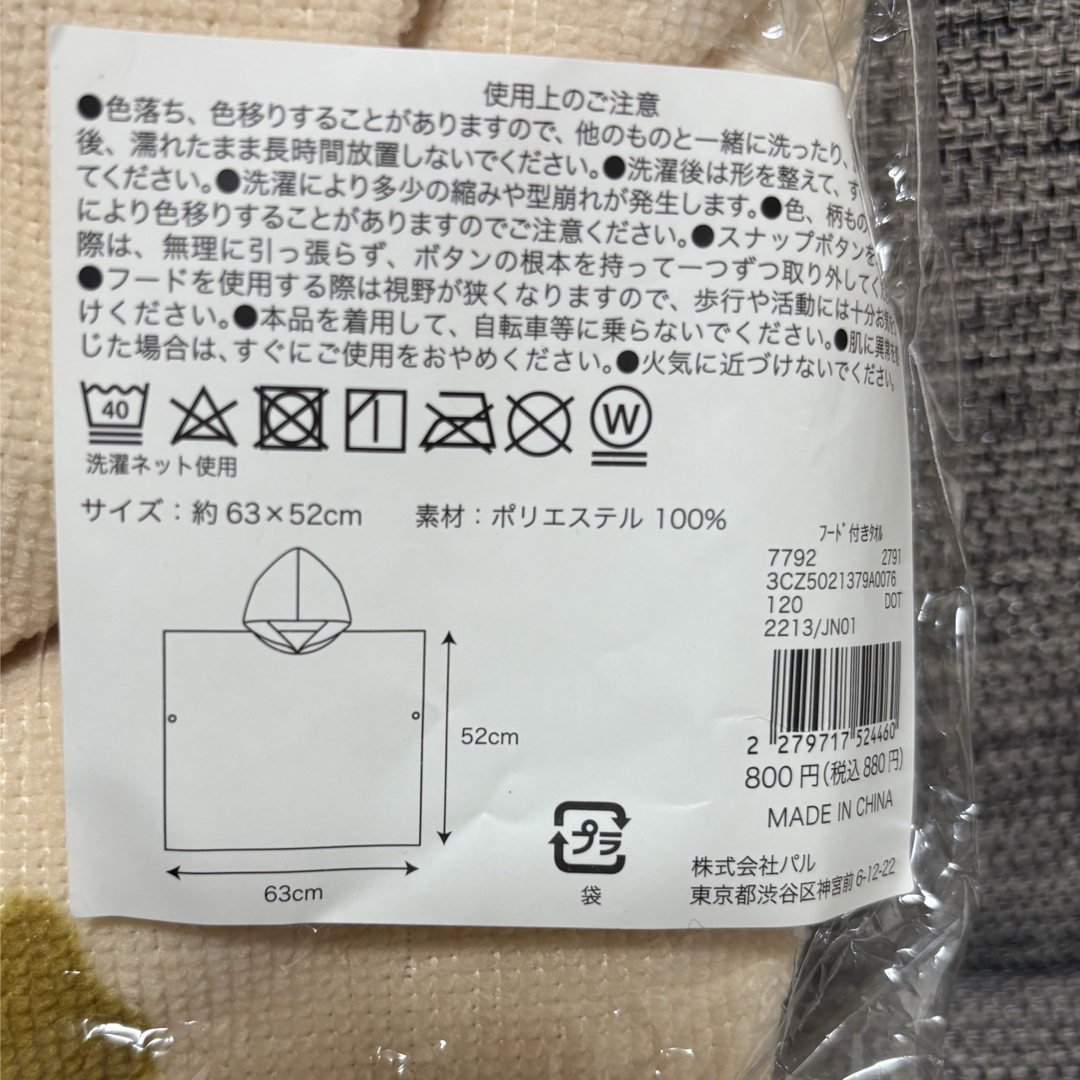 使用上のご注意
●色落ち、色移りすることがありますので、他のものと一緒に洗ったり、
後、濡れたまま長時間放置しないでください。●洗濯後は形を整えて、す
てください。●洗濯により多少の縮みや型崩れが発生します。●色、柄もの
により色移りすることがありますのでご注意ください。●スナップボタンを
際は、無理に引っ張らず、ボタンの根本を持って一つずつ取り外してく
●フードを使用する際は視野が狭くなりますので、歩行や活動には十分お気をつ
けください。●本品を着用して、自転車等に乗らないでください。●肌に異常を感
じた場合は、すぐにご使用をおやめください。●火気に近づけないでください。
40
W
洗濯ネット使用
サイズ：約 63×52cm 素材：ポリエステル 100%
ﾌｰﾄﾞ付きﾀｵﾙ
7792 2791
3CZ5021379A0076
120 DOT
2213/JN01
52cm
63cm
2 279717 524460
800 円(税込 880 円)
MADE IN CHINA
プラ
袋
株式会社パル
東京都渋谷区神宮前 6-12-22